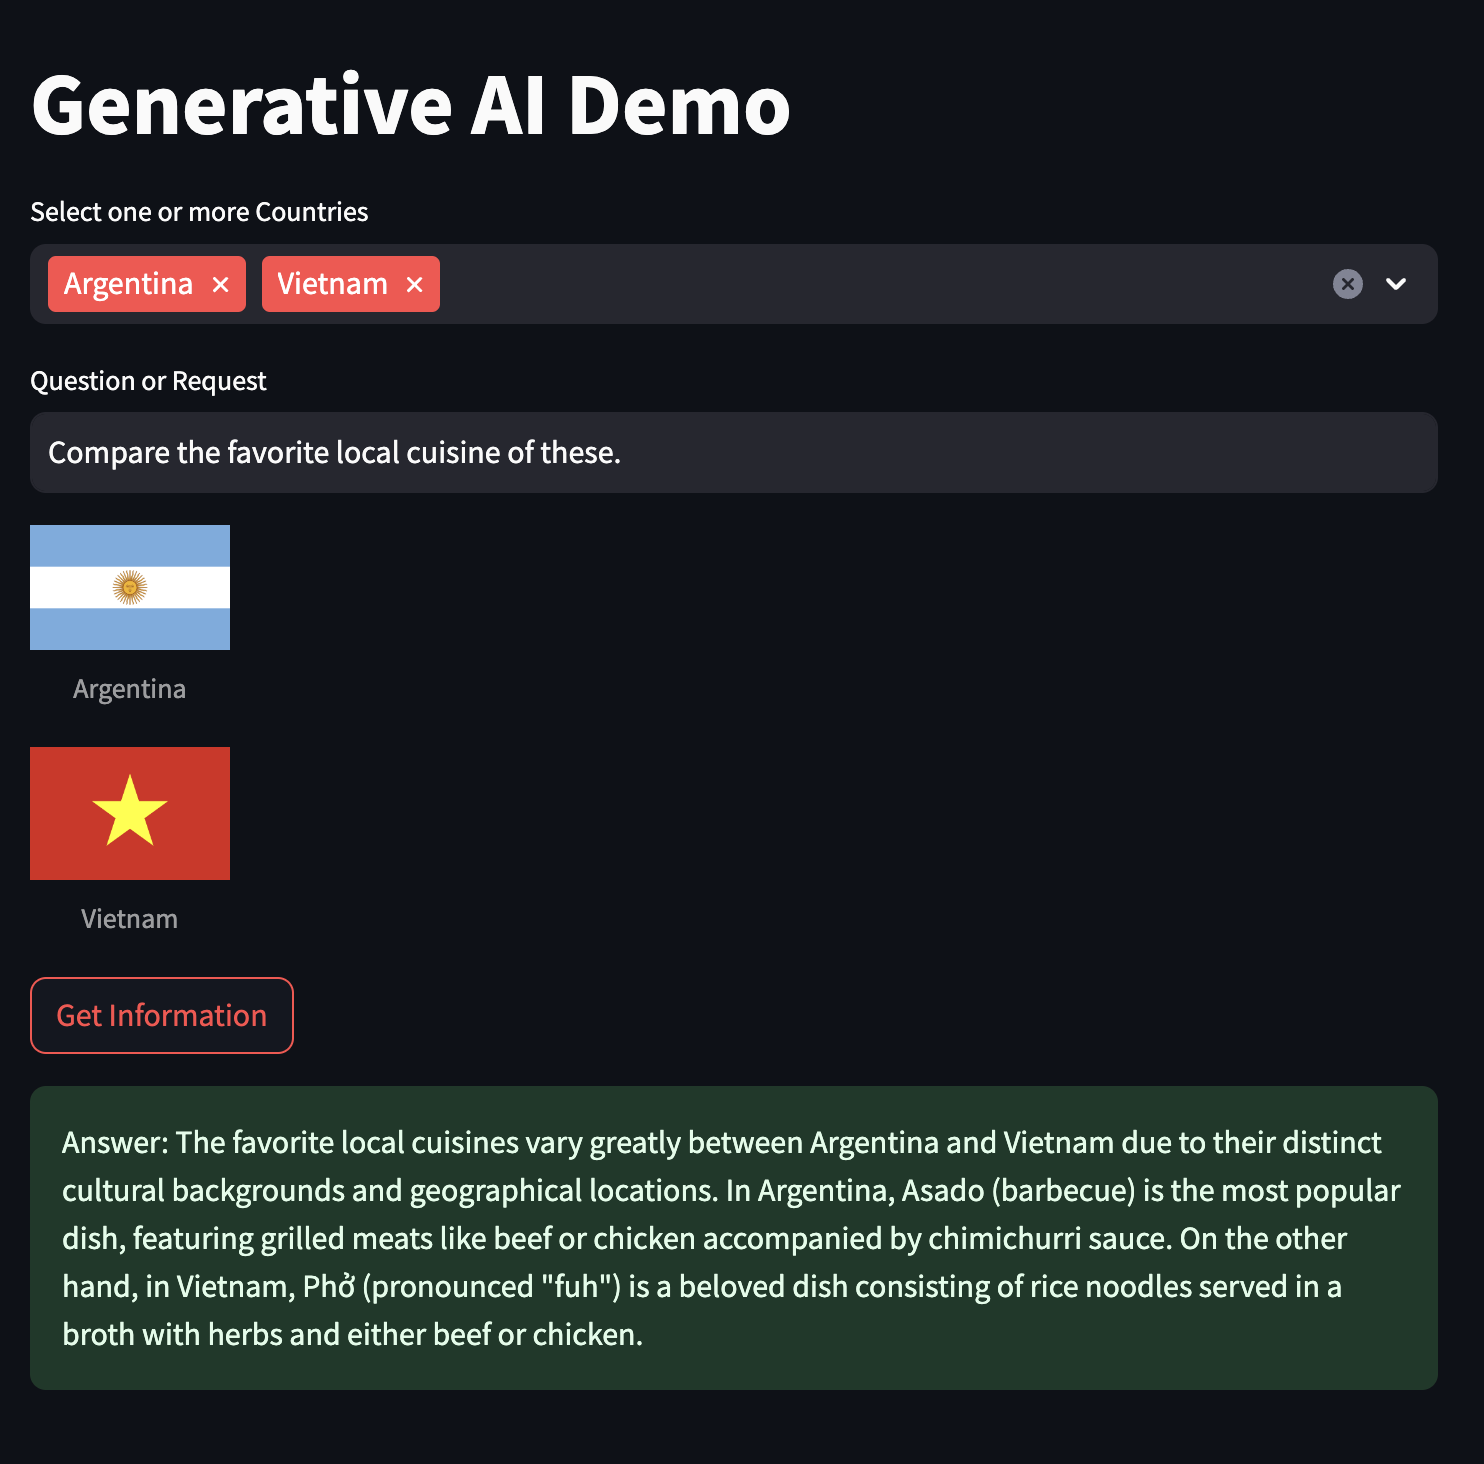 Generative AI Demo
Select one or more Countries
Argentina
Vietnam
Question or Request
Compare the favorite local cuisine of these.
Argentina
Vietnam
Get Information
Answer: The favorite local cuisines vary greatly between Argentina and Vietnam due to their distinct
cultural backgrounds and geographical locations. In Argentina, Asado (barbecue) is the most popular
dish, featuring grilled meats like beef or chicken accompanied by chimichurri sauce. On the other
hand, in Vietnam, Phở (pronounced "fuh") is a beloved dish consisting of rice noodles served in a
broth with herbs and either beef or chicken.